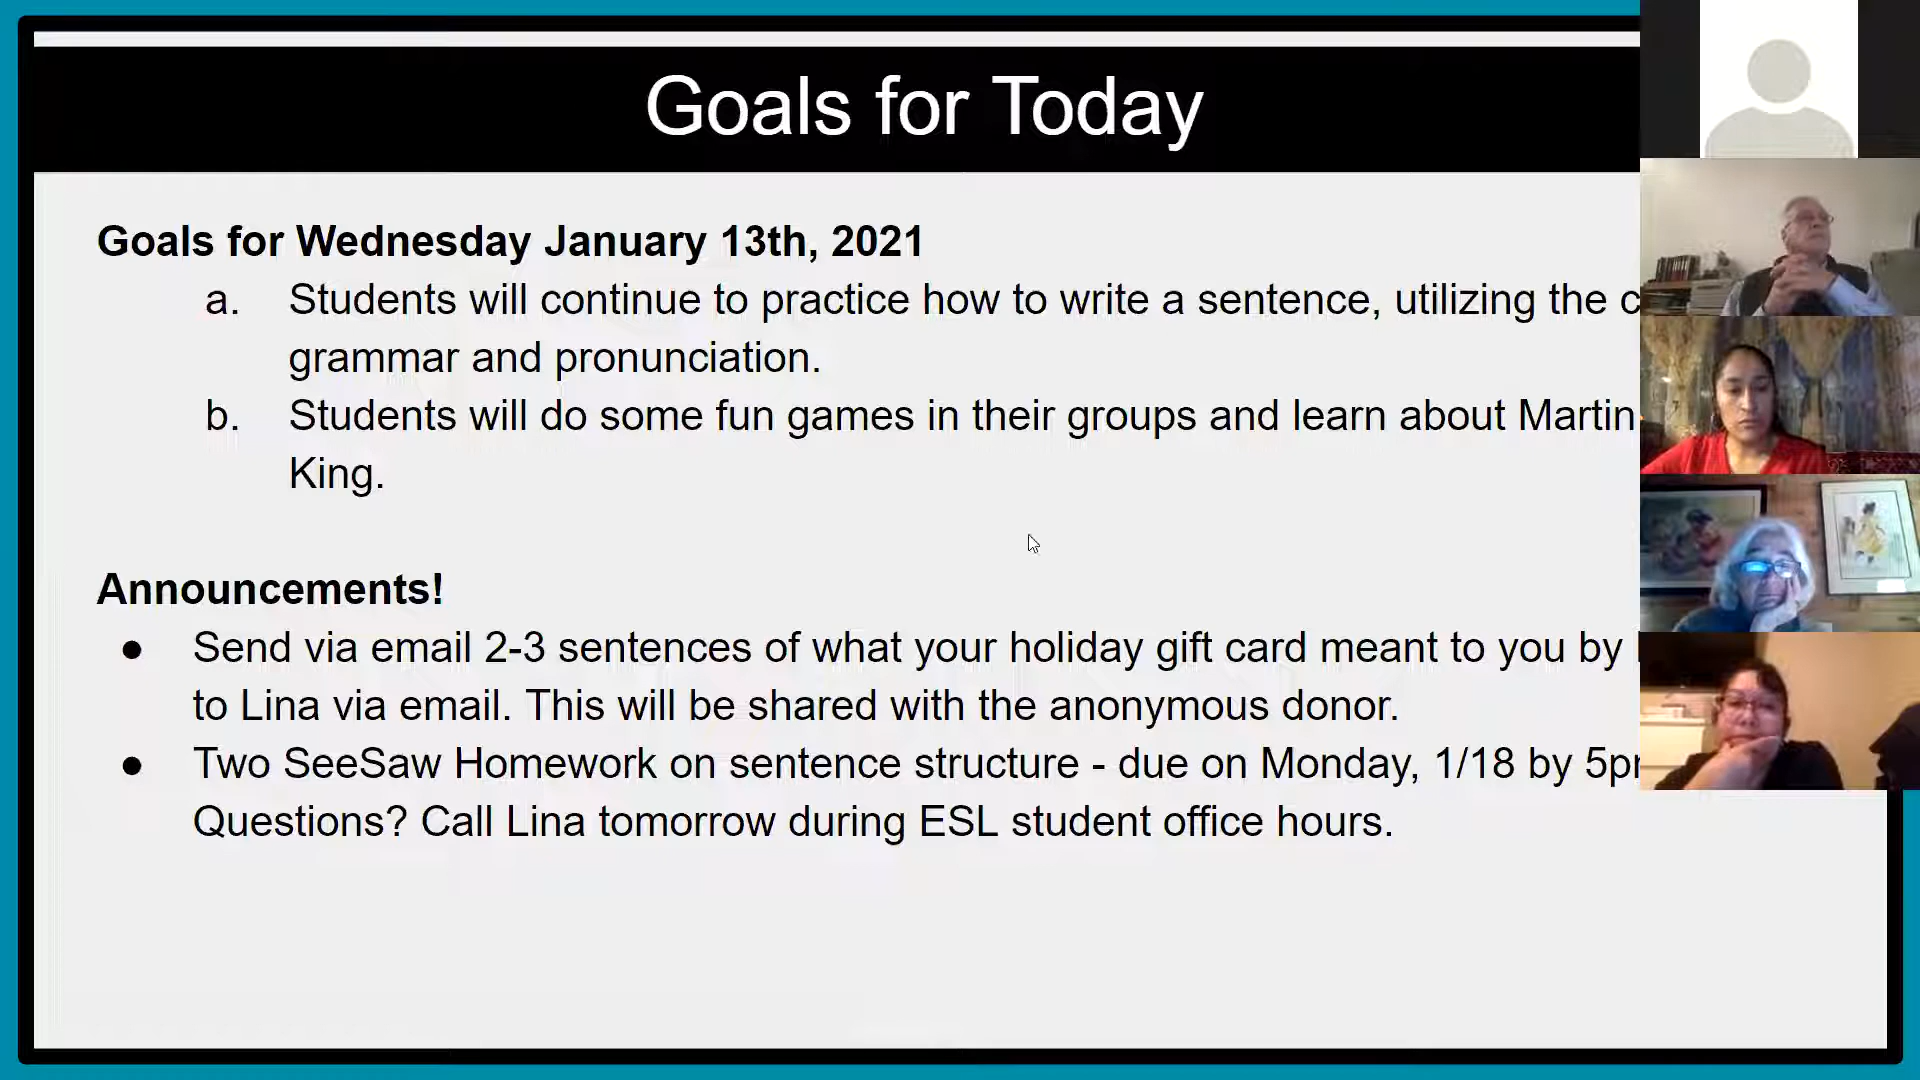 Goals for Today
Goals for Wednesday January 13th, 2021
a. Students will continue to practice how to write a sentence, utilizing the
grammar and pronunciation.
b. Students will do some fun games in their groups and learn about Martin
King.
Announcements!
● Send via email 2-3 sentences of what your holiday gift card meant to you by
to Lina via email. This will be shared with the anonymous donor.
● Two SeeSaw Homework on sentence structure - due on Monday, 1/18 by
Questions? Call Lina tomorrow during ESL student office hours.